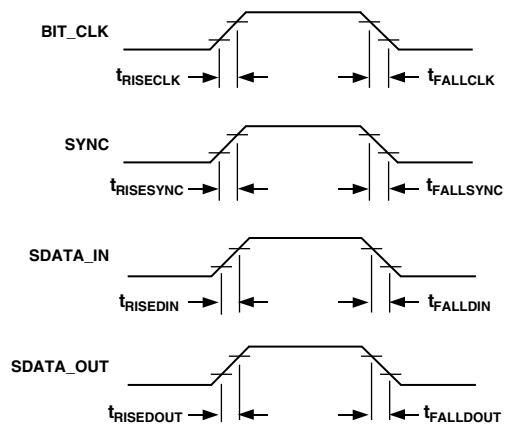 BIT_CLK
tRISECLK
tFALLCLK
SYNC
tRISESYNC
tFALLSYNC
SDATA_IN
tRISEDIN
tFALLDIN
SDATA_OUT
tRISEDOUT
tFALLDOUT